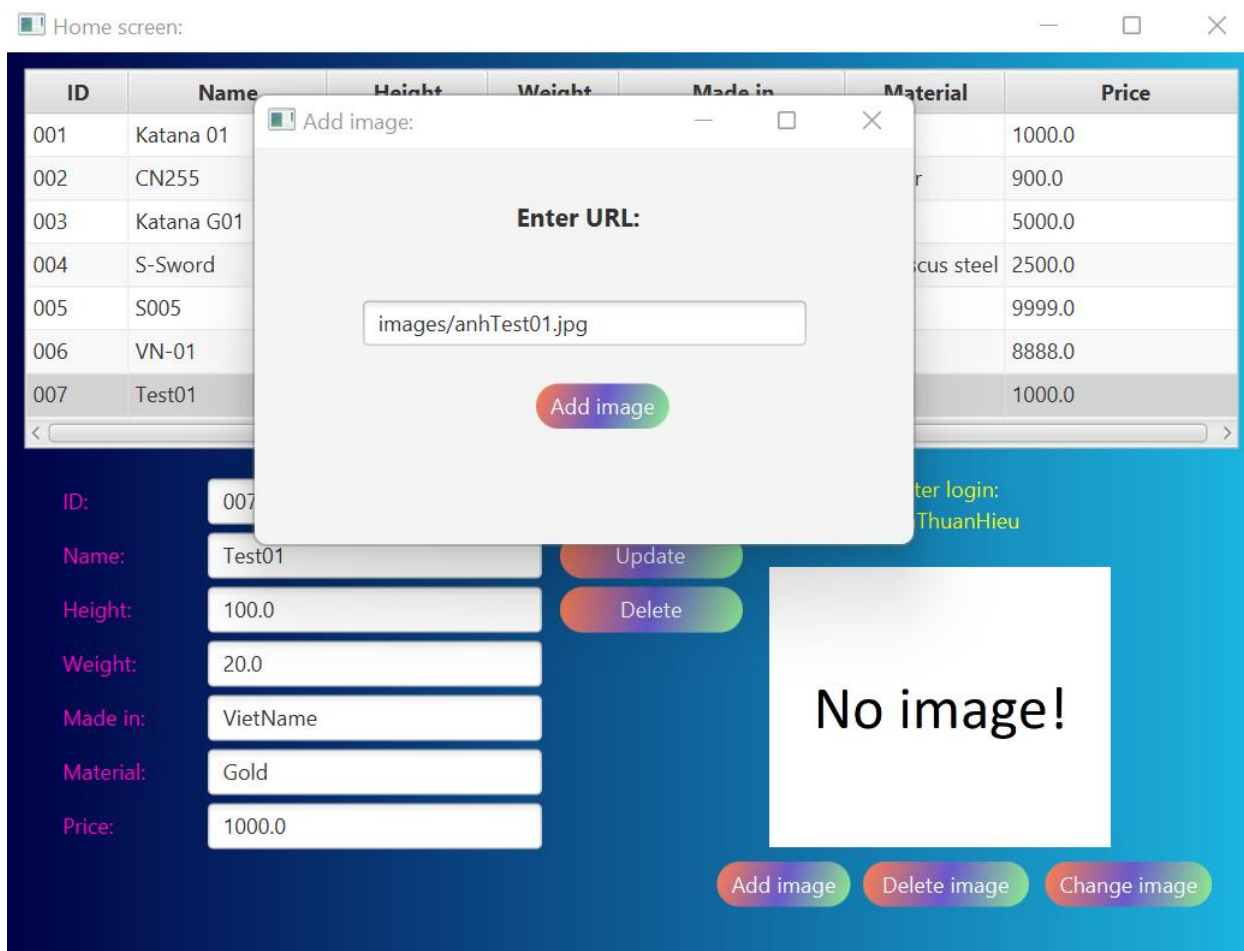 Home screen:
ID Name Height Weight Made in Material Price
Add image:
001 Katana 01 1000.0
002 CN255 900.0
Enter URL:
003 Katana G01 5000.0
004 S-Sword steel 2500.0
005 S005 9999.0
images/anhTest01.jpg
006 VN-01 8888.0
007 Test01 1000.0
Add image
ID: 007
login:
ThuanHieu
Name: Test01 Update
Height: 100.0 Delete
Weight: 20.0
Made in: VietName
Material: Gold
Price: 1000.0
No image!
Add image Delete image Change image